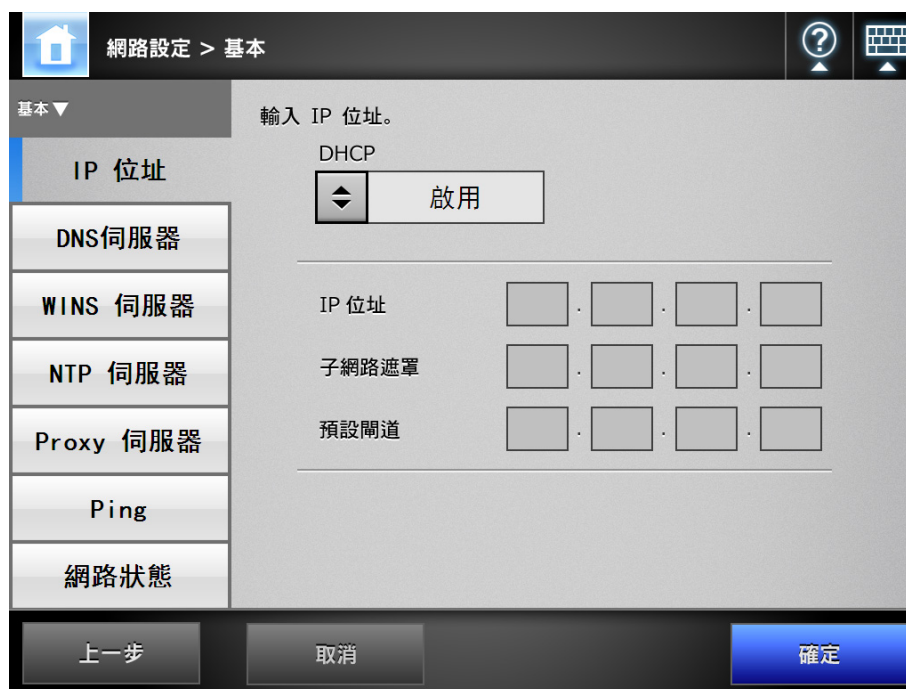 網路設定 > 基本
基本▼
IP 位址
DNS伺服器
WINS 伺服器
NTP 伺服器
Proxy 伺服器
Ping
網路狀態
輸入 IP 位址。
DHCP
啟用
IP 位址 . . .
子網路遮罩 . . .
預設閘道 . . .
上一步 取消 確定